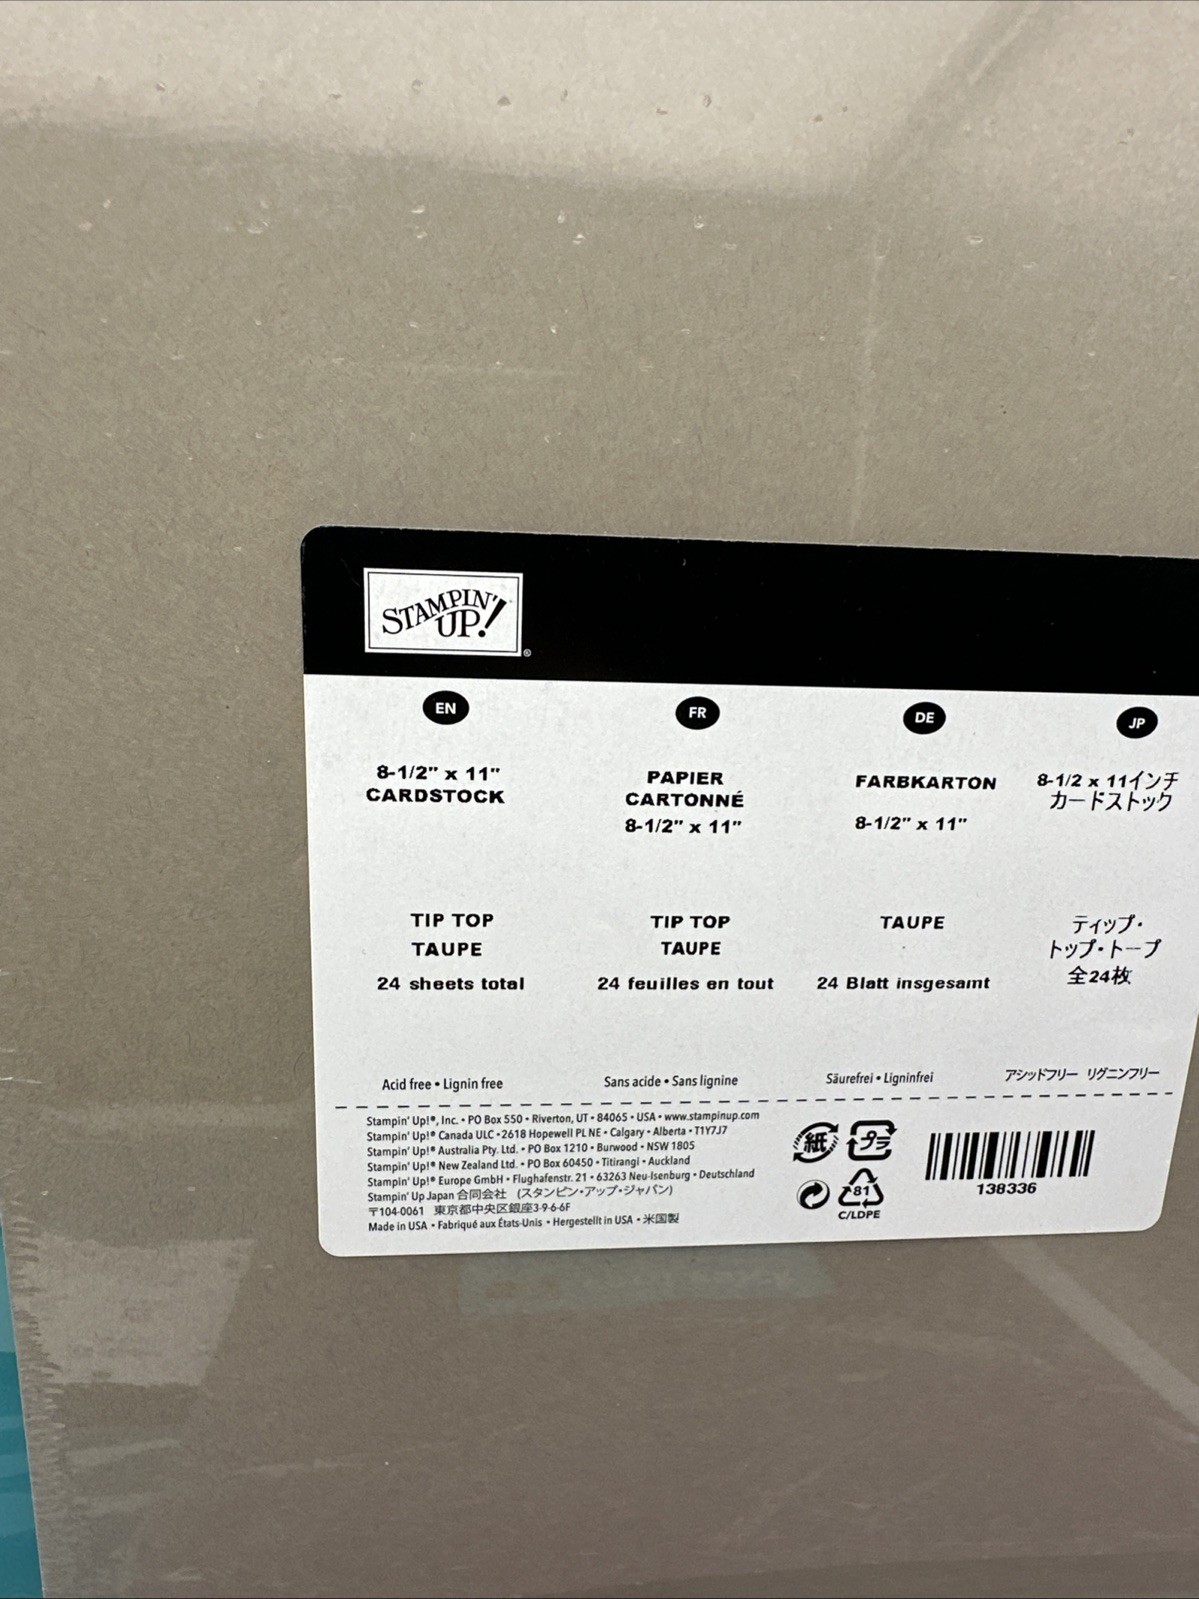 STAMPIN' UP!®
EN
8-1/2" x 11"
CARDSTOCK
TIP TOP
TAUPE
24 sheets total
Acid free • Lignin free
FR
PAPIER
CARTONNÉ
8-1/2" x 11"
TIP TOP
TAUPE
24 feuilles en tout
Sans acide • Sans lignine
DE
FARBKARTON
8-1/2" x 11"
TAUPE
24 Blatt insgesamt
Säurefrei • Ligninfrei
JP
8-1/2 x 11インチ
カードストック
ティップ・
トップ・トープ
全24枚
アシッドフリー リグニンフリー
Stampin' Up!®, Inc. • PO Box 550 • Riverton, UT • 84065 • USA • www.stampinup.com
Stampin' Up!® Canada ULC • 2618 Hopewell PL NE • Calgary • Alberta • T1Y7J7
Stampin' Up!® Australia Pty. Ltd. • PO Box 1210 • Burwood • NSW 1805
Stampin' Up!® New Zealand Ltd. • PO Box 60450 • Titirangi • Auckland
Stampin' Up!® Europe GmbH • Flughafenstr. 21 • 63263 Neu-Isenburg • Deutschland
Stampin' Up Japan 合同会社 (スタンピン・アップ・ジャパン)
〒104-0061 東京都中央区銀座3-9-6-6F
Made in USA • Fabriqué aux États-Unis • Hergestellt in USA • 米国製
紙
プラ
81
C/LDPE
138336